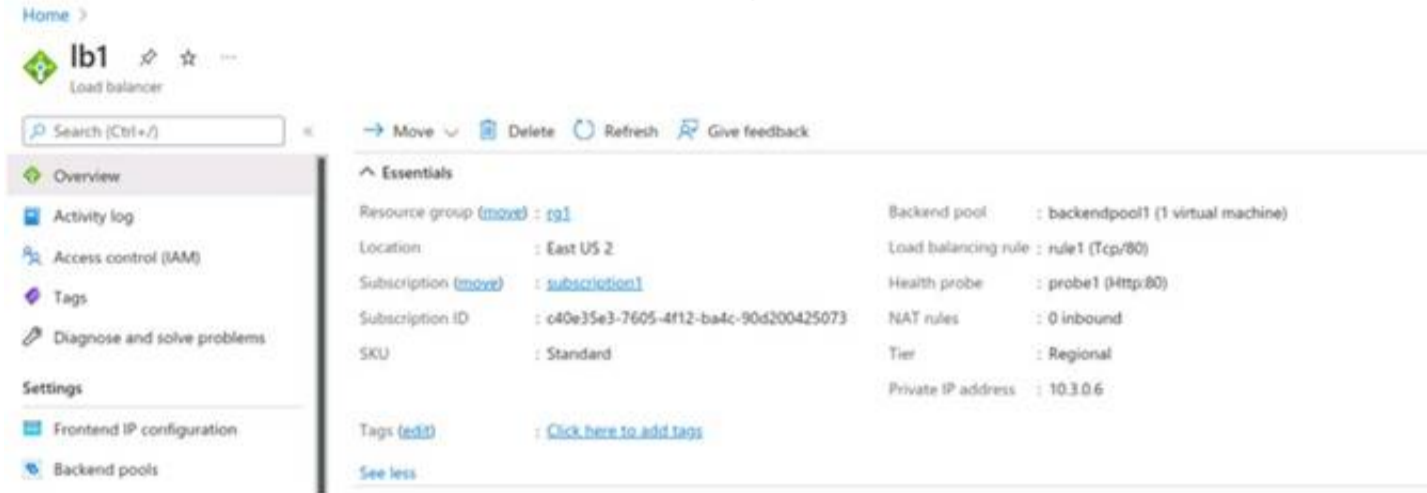 Home >
lb1 ...
Load balancer
Search (Ctrl+/)
«
Overview
Activity log
Access control (IAM)
Tags
Diagnose and solve problems
Settings
Frontend IP configuration
Backend pools
Move Delete Refresh Give feedback
Essentials
Resource group (move) : rg1
Location : East US 2
Subscription (move) : subscription1
Subscription ID : c40e35e3-7605-4f12-ba4c-90d200425073
SKU : Standard
Backend pool : backendpool1 (1 virtual machine)
Load balancing rule : rule1 (Tcp/80)
Health probe : probe1 (Http:80)
NAT rules : 0 inbound
Tier : Regional
Private IP address : 10.3.0.6
Tags (edit) : Click here to add tags
See less